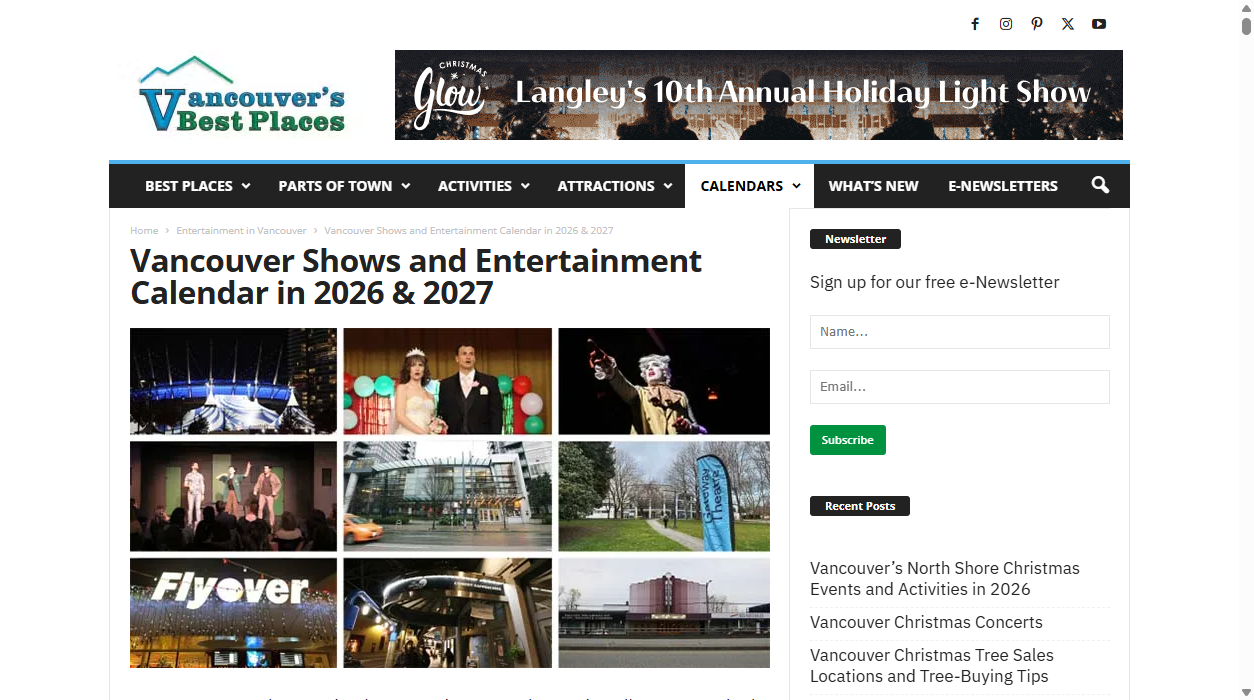 Vancouver's
Best Places
CHRISTMAS
Glow
Langley's 10th Annual Holiday Light Show
BEST PLACES
PARTS OF TOWN
ACTIVITIES
ATTRACTIONS
CALENDARS
WHAT'S NEW
E-NEWSLETTERS
Home › Entertainment in Vancouver › Vancouver Shows and Entertainment Calendar in 2026 & 2027
Vancouver Shows and Entertainment
Calendar in 2026 & 2027
Gateway
Theatre
Flyover
Newsletter
Sign up for our free e-Newsletter
Name...
Email...
Subscribe
Recent Posts
Vancouver’s North Shore Christmas
Events and Activities in 2026
Vancouver Christmas Concerts
Vancouver Christmas Tree Sales
Locations and Tree-Buying Tips